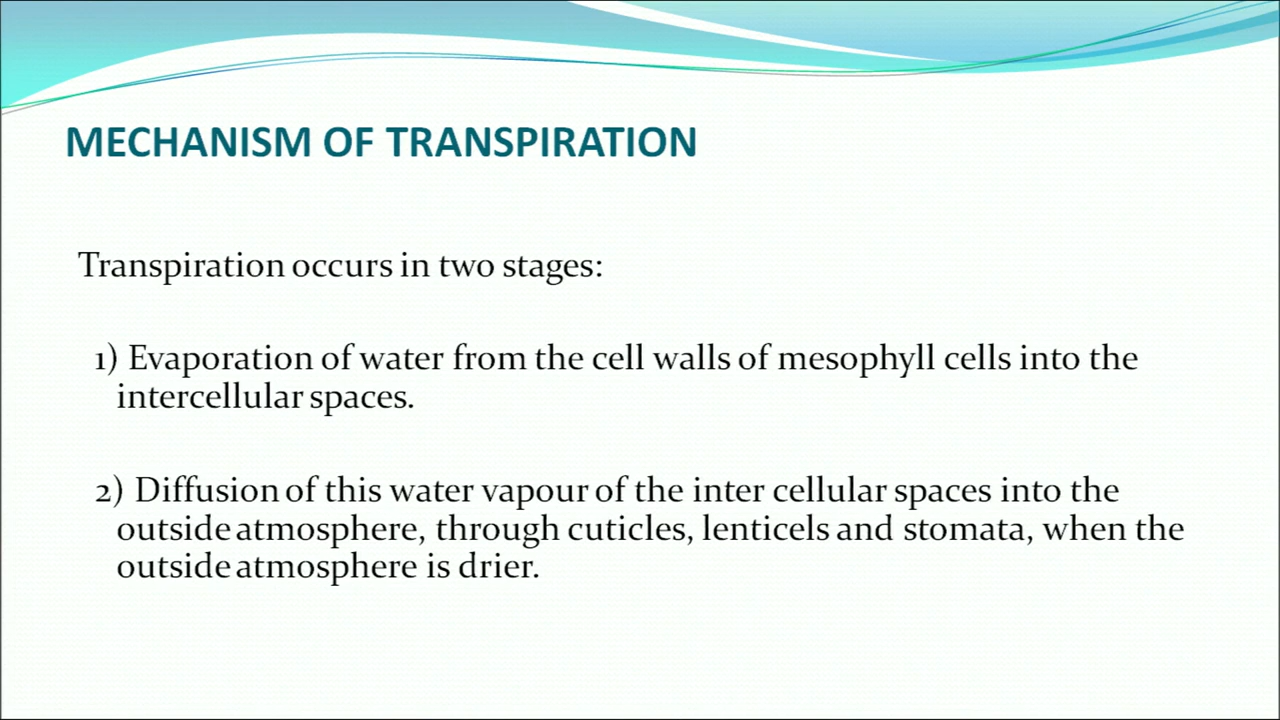 MECHANISM OF TRANSPIRATION
Transpiration occurs in two stages:
1) Evaporation of water from the cell walls of mesophyll cells into the
intercellular spaces.
2) Diffusion of this water vapour of the inter cellular spaces into the
outside atmosphere, through cuticles, lenticels and stomata, when the
outside atmosphere is drier.